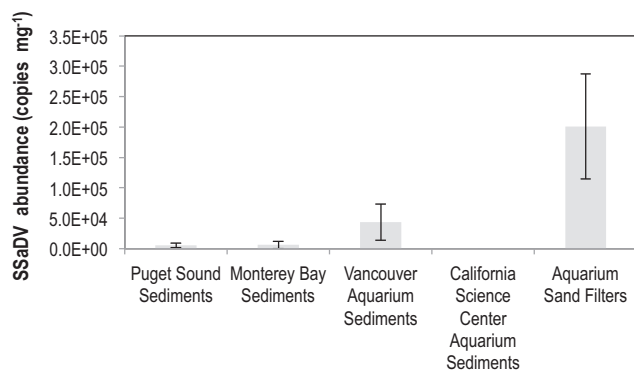 SSaDV abundance (copies mg⁻¹)
3.5E+05
3.0E+05
2.5E+05
2.0E+05
1.5E+05
1.0E+05
5.0E+04
0.0E+00
Puget Sound
Sediments
Monterey Bay
Sediments
Vancouver
Aquarium
Sediments
California
Science
Center
Aquarium
Sediments
Aquarium
Sand Filters